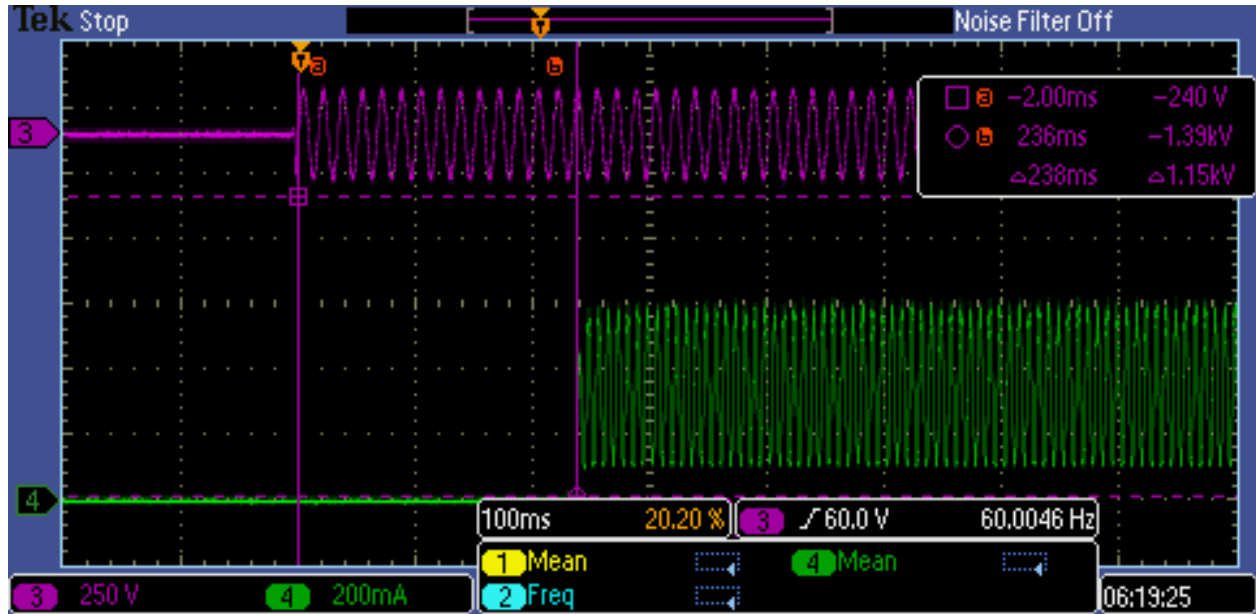 Tek Stop Noise Filter Off
T
a b
a −2.00ms −240 V
b 236ms −1.39kV
△238ms △1.15kV
3
4
100ms 20.20 % 3 60.0 V 60.0046 Hz
1 Mean 4 Mean
3 250 V 4 200mA 2 Freq 06:19:25